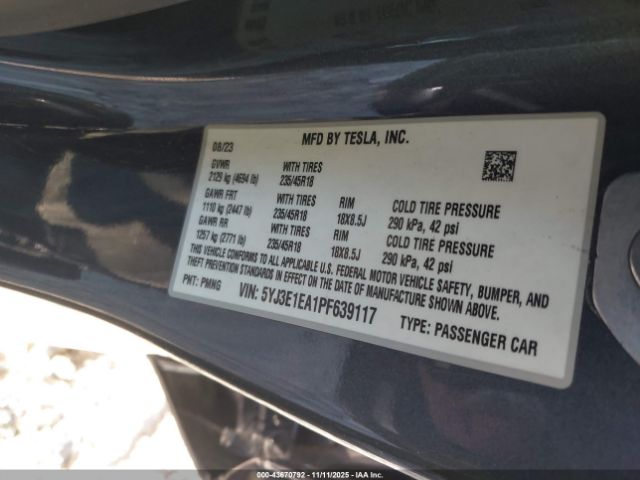 MFD BY TESLA, INC.
08/23
GVWR WITH TIRES
2129 kg (4694 lb) 235/45R18
GAWR FRT WITH TIRES RIM COLD TIRE PRESSURE
1110 kg (2447 lb) 235/45R18 18X8.5J 290 kPa, 42 psi
GAWR RR WITH TIRES RIM COLD TIRE PRESSURE
1257 kg (2771 lb) 235/45R18 18X8.5J 290 kPa, 42 psi
THIS VEHICLE CONFORMS TO ALL APPLICABLE U.S. FEDERAL MOTOR VEHICLE SAFETY, BUMPER, AND
THEFT PREVENTION STANDARDS IN EFFECT ON THE DATE OF MANUFACTURE SHOWN ABOVE.
PNT: PMNG VIN: 5YJ3E1EA1PF639117 TYPE: PASSENGER CAR
000-43670792 - 11/11/2025 - IAA Inc.